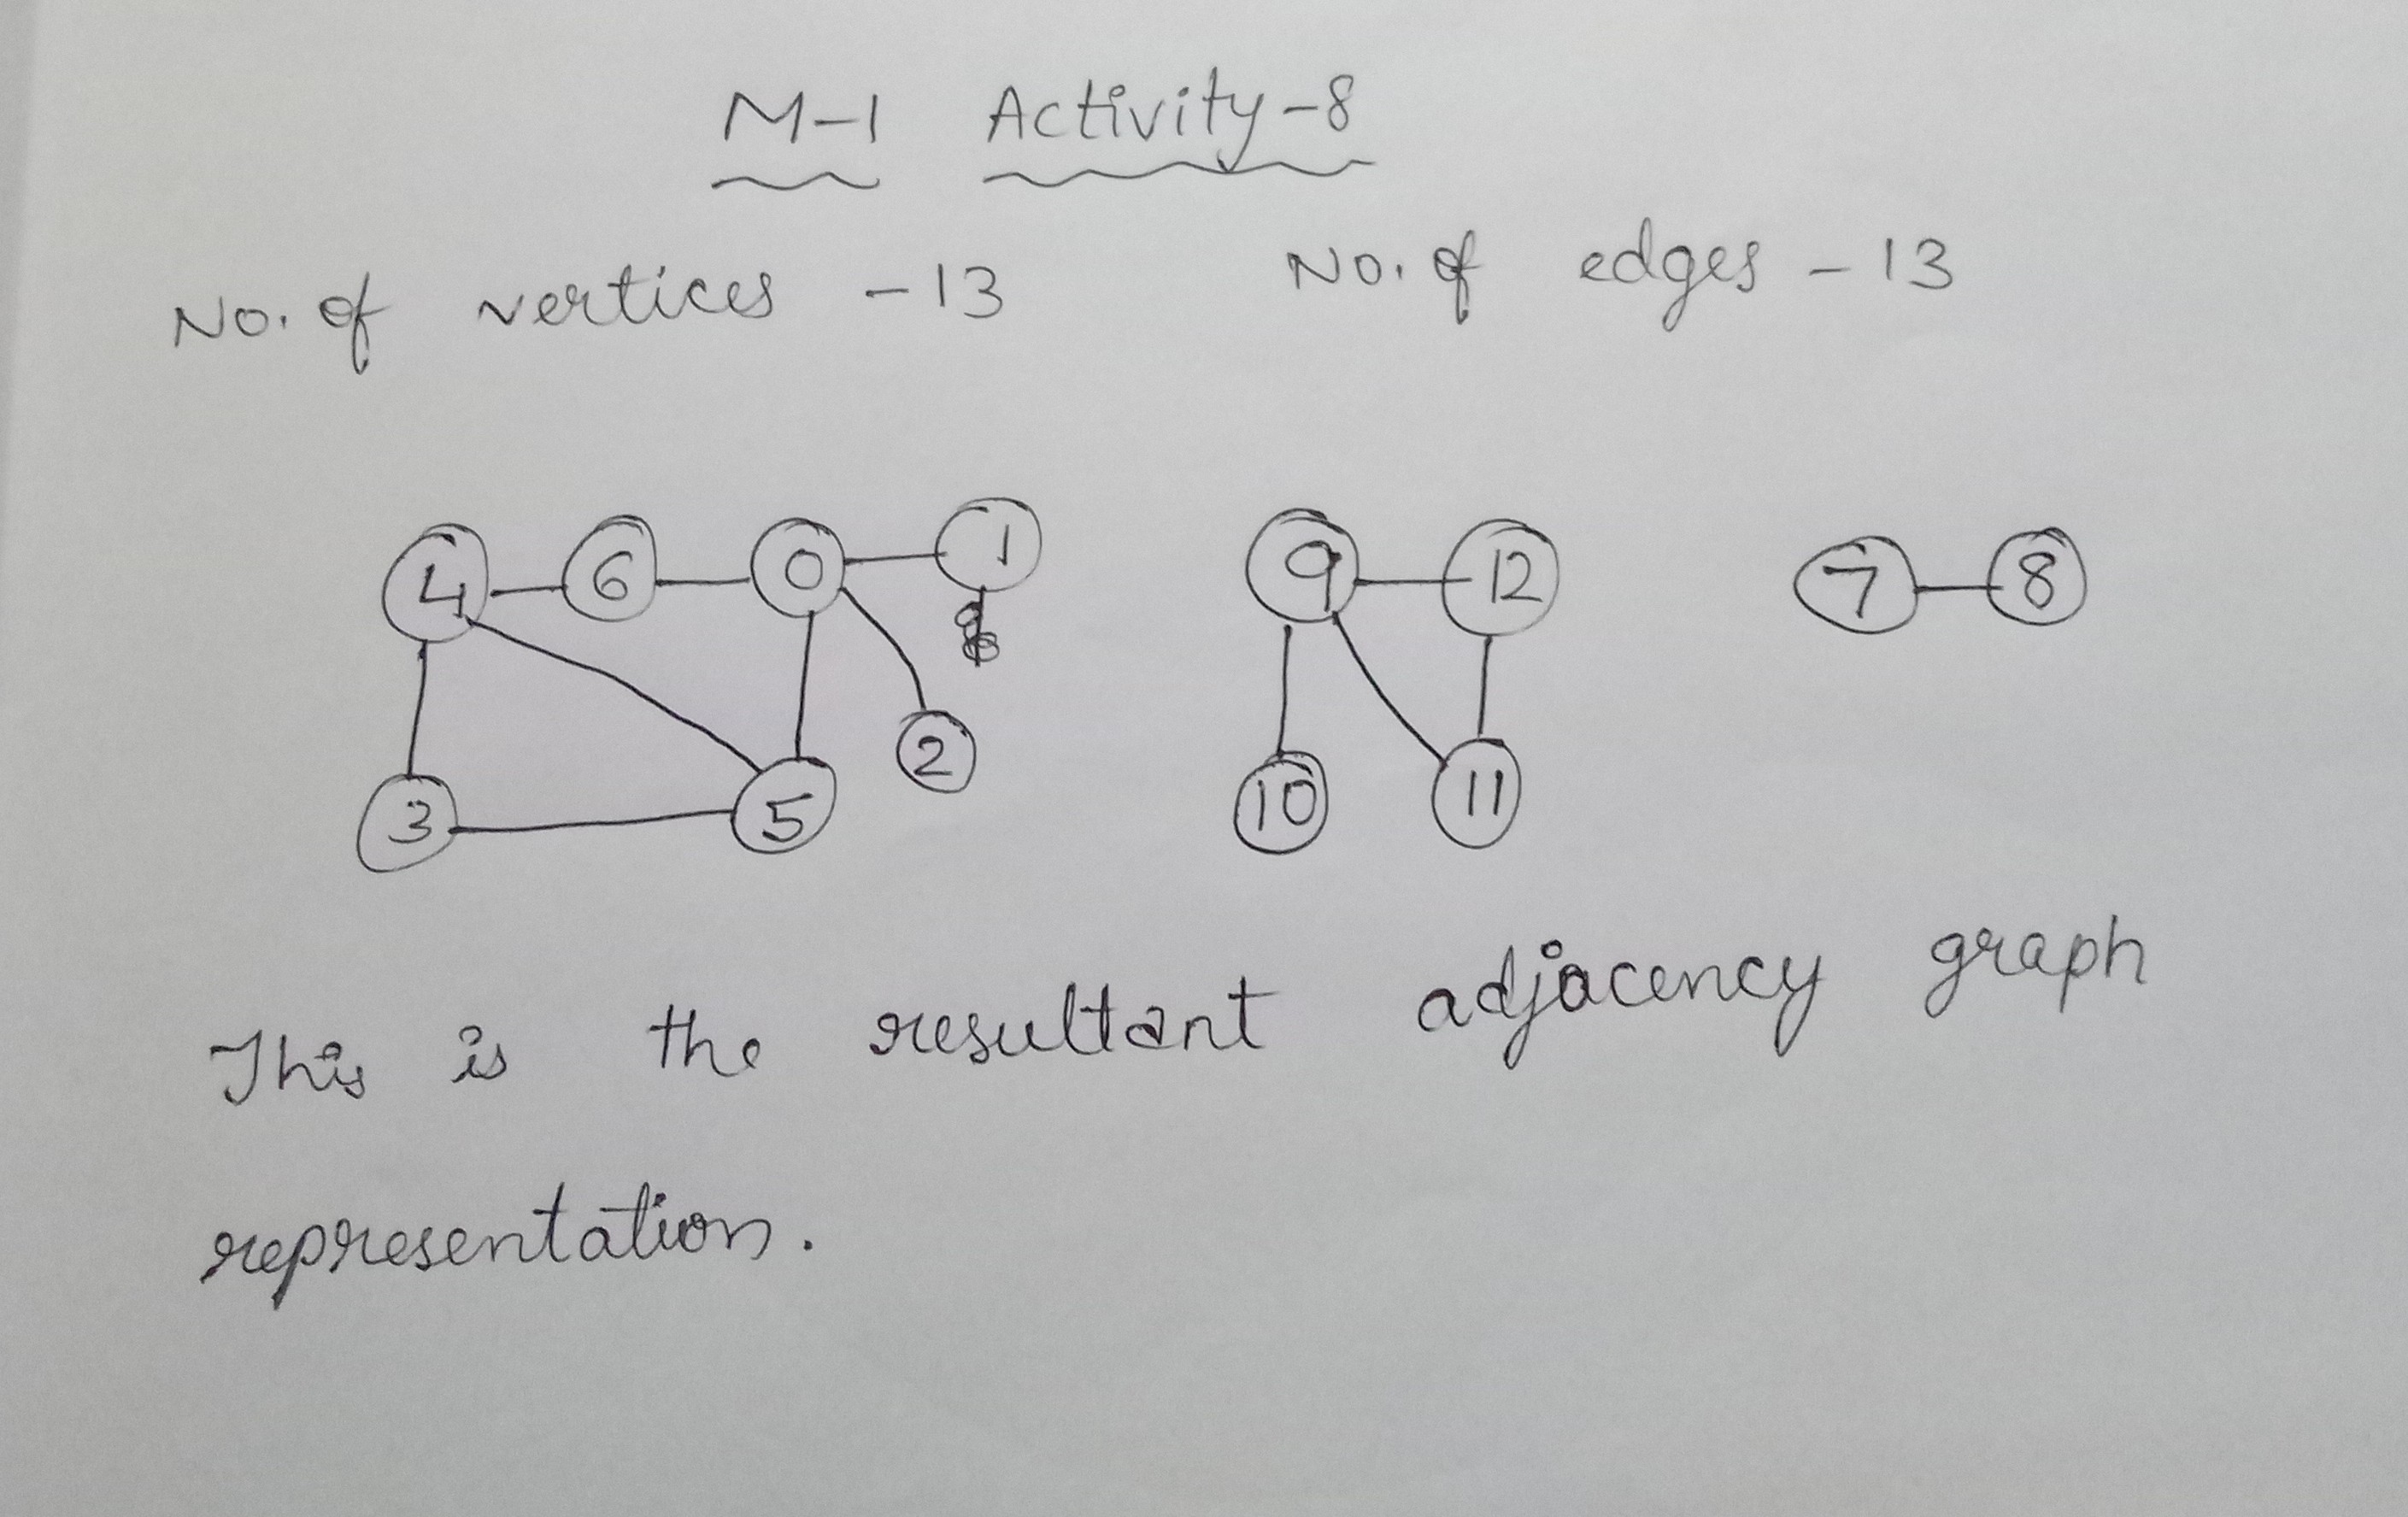 M-1 Activity-8
No. of vertices - 13 No. of edges - 13
4 6 0 1 9 12 7 8
2
3 5 10 11
This is the resultant adjacency graph
representation.